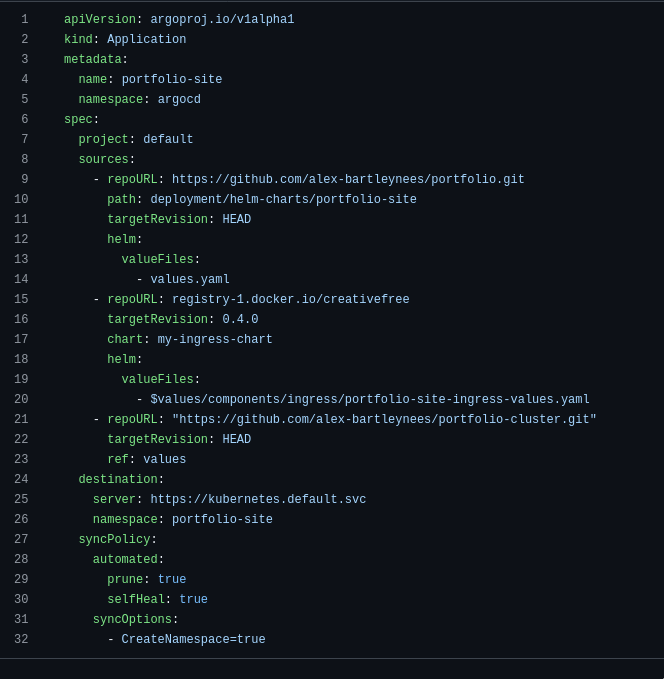 1 apiVersion: argoproj.io/v1alpha1
2 kind: Application
3 metadata:
4   name: portfolio-site
5   namespace: argocd
6 spec:
7   project: default
8   sources:
9     - repoURL: https://github.com/alex-bartleynees/portfolio.git
10       path: deployment/helm-charts/portfolio-site
11       targetRevision: HEAD
12       helm:
13         valueFiles:
14           - values.yaml
15     - repoURL: registry-1.docker.io/creativefree
16       targetRevision: 0.4.0
17       chart: my-ingress-chart
18       helm:
19         valueFiles:
20           - $values/components/ingress/portfolio-site-ingress-values.yaml
21     - repoURL: "https://github.com/alex-bartleynees/portfolio-cluster.git"
22       targetRevision: HEAD
23       ref: values
24   destination:
25     server: https://kubernetes.default.svc
26     namespace: portfolio-site
27   syncPolicy:
28     automated:
29       prune: true
30       selfHeal: true
31     syncOptions:
32       - CreateNamespace=true